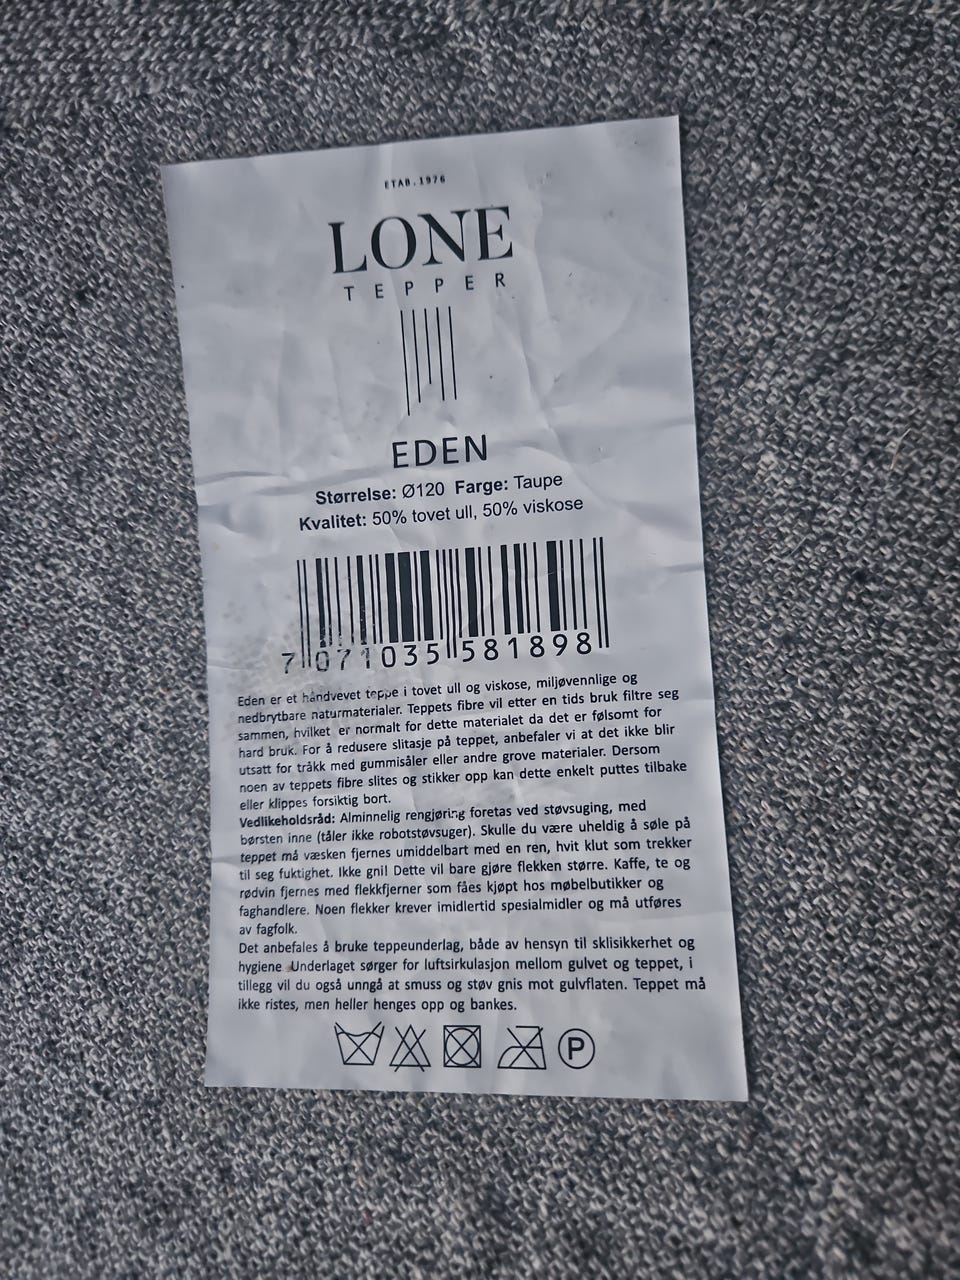 ETAB.1976
LONE
TEPPER
EDEN
Størrelse: Ø120 Farge: Taupe
Kvalitet: 50% tovet ull, 50% viskose
7 071035 581898
Eden er et håndvevet teppe i tovet ull og viskose, miljøvennlige og
nedbrytbare naturmaterialer. Teppets fibre vil etter en tids bruk filtre seg
sammen, hvilket er normalt for dette materialet da det er følsomt for
hard bruk. For å redusere slitasje på teppet, anbefaler vi at det ikke blir
utsatt for tråkk med gummisåler eller andre grove materialer. Dersom
noen av teppets fibre slites og stikker opp kan dette enkelt puttes tilbake
eller klippes forsiktig bort.
Vedlikeholdsråd: Alminnelig rengjøring foretas ved støvsuging, med
børsten inne (tåler ikke robotstøvsuger). Skulle du være uheldig å søle på
teppet må væsken fjernes umiddelbart med en ren, hvit klut som trekker
til seg fuktighet. Ikke gni! Dette vil bare gjøre flekken større. Kaffe, te og
rødvin fjernes med flekkfjerner som fåes kjøpt hos møbelbutikker og
faghandlere. Noen flekker krever imidlertid spesialmidler og må utføres
av fagfolk.
Det anbefales å bruke teppeunderlag, både av hensyn til sklisikkerhet og
hygiene Underlaget sørger for luftsirkulasjon mellom gulvet og teppet, i
tillegg vil du også unngå at smuss og støv gnis mot gulvflaten. Teppet må
ikke ristes, men heller henges opp og bankes.
P